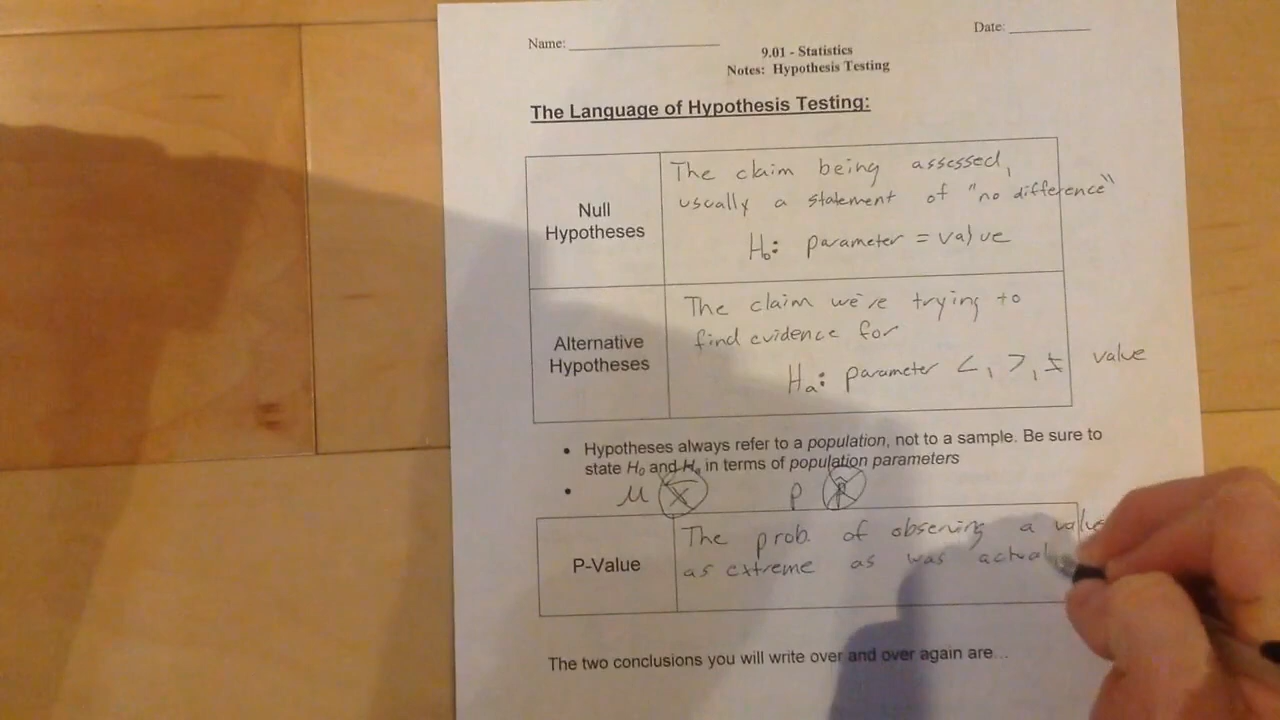 Name: ____________________
Date: __________
9.01 - Statistics
Notes: Hypothesis Testing
The Language of Hypothesis Testing:
Null
Hypotheses
The claim being assessed,
usually a statement of "no difference"
H₀: parameter = value
Alternative
Hypotheses
The claim we're trying to
find evidence for
Hₐ: parameter <, >, ≠ value
• Hypotheses always refer to a population, not to a sample. Be sure to
state H₀ and Hₐ in terms of population parameters
• μ x̄ p p̂
P-Value
The prob. of observing a value
as extreme as was actual
The two conclusions you will write over and over again are...